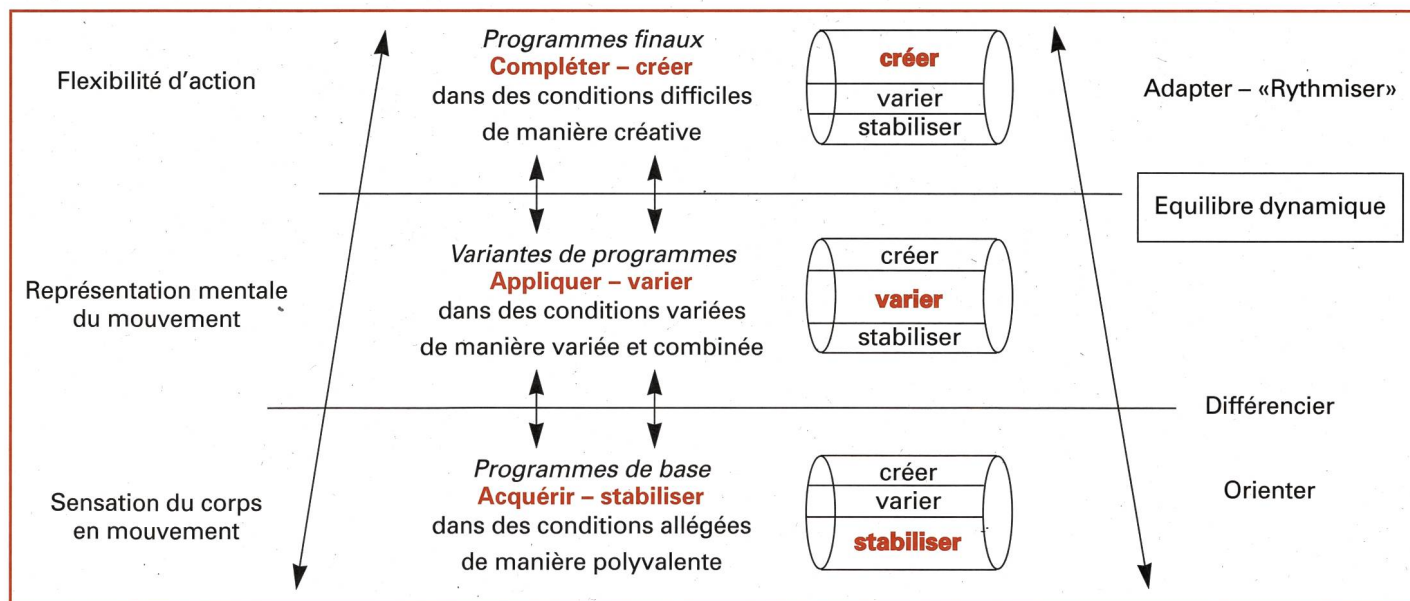 Programmes finaux
Compléter – créer
dans des conditions difficiles
de manière créative
Flexibilité d'action
créer
varier
stabiliser
Adapter – «Rythmiser»
Equilibre dynamique
Variantes de programmes
Appliquer – varier
dans des conditions variées
de manière variée et combinée
Représentation mentale
du mouvement
créer
varier
stabiliser
Différencier
Programmes de base
Acquérir – stabiliser
dans des conditions allégées
de manière polyvalente
Sensation du corps
en mouvement
créer
varier
stabiliser
Orienter